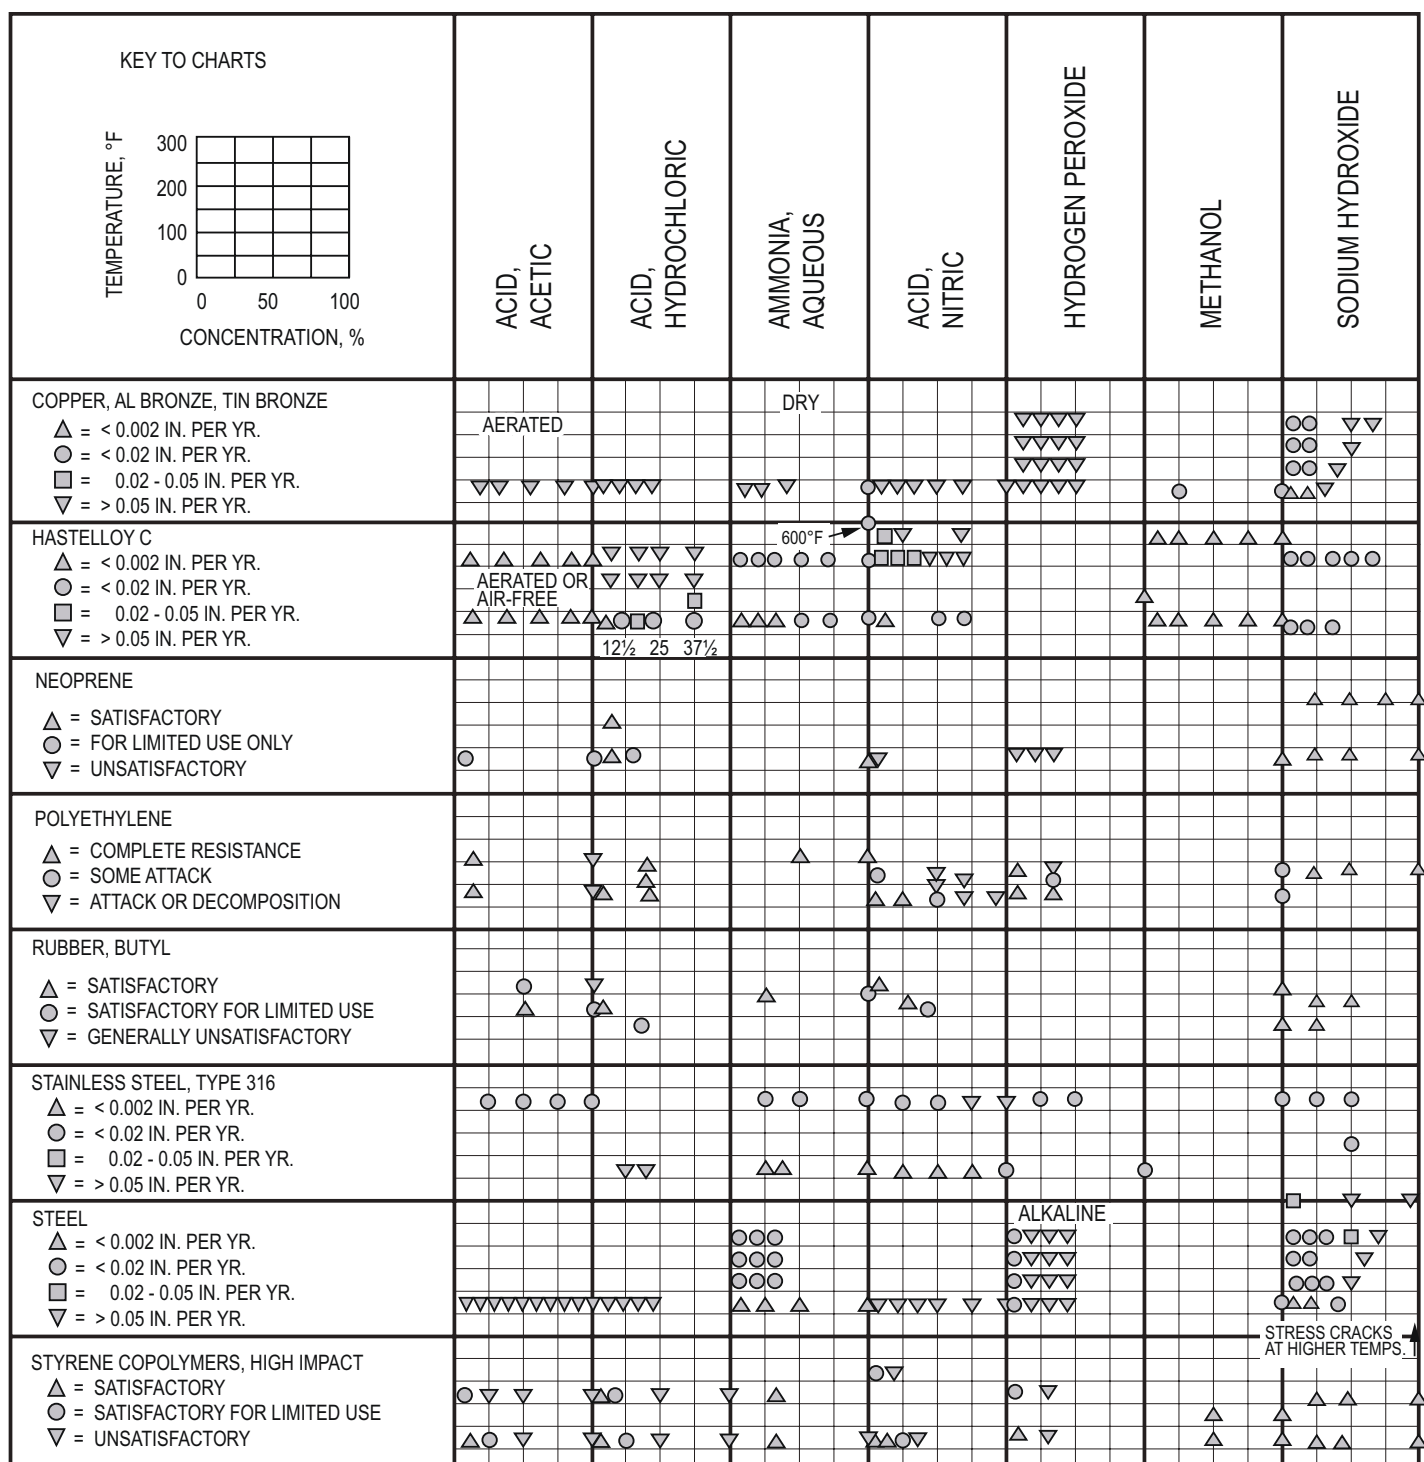 KEY TO CHARTS
TEMPERATURE, °F
300
200
100
0
0 50 100
CONCENTRATION, %
ACID,
ACETIC
ACID,
HYDROCHLORIC
AMMONIA,
AQUEOUS
ACID,
NITRIC
HYDROGEN PEROXIDE
METHANOL
SODIUM HYDROXIDE
COPPER, AL BRONZE, TIN BRONZE
= < 0.002 IN. PER YR.
= < 0.02 IN. PER YR.
= 0.02 - 0.05 IN. PER YR.
= > 0.05 IN. PER YR.
AERATED
DRY
HASTELLOY C
= < 0.002 IN. PER YR.
= < 0.02 IN. PER YR.
= 0.02 - 0.05 IN. PER YR.
= > 0.05 IN. PER YR.
AERATED OR
AIR-FREE
12½ 25 37½
600°F
NEOPRENE
= SATISFACTORY
= FOR LIMITED USE ONLY
= UNSATISFACTORY
POLYETHYLENE
= COMPLETE RESISTANCE
= SOME ATTACK
= ATTACK OR DECOMPOSITION
RUBBER, BUTYL
= SATISFACTORY
= SATISFACTORY FOR LIMITED USE
= GENERALLY UNSATISFACTORY
STAINLESS STEEL, TYPE 316
= < 0.002 IN. PER YR.
= < 0.02 IN. PER YR.
= 0.02 - 0.05 IN. PER YR.
= > 0.05 IN. PER YR.
STEEL
= < 0.002 IN. PER YR.
= < 0.02 IN. PER YR.
= 0.02 - 0.05 IN. PER YR.
= > 0.05 IN. PER YR.
ALKALINE
STRESS CRACKS
AT HIGHER TEMPS.
STYRENE COPOLYMERS, HIGH IMPACT
= SATISFACTORY
= SATISFACTORY FOR LIMITED USE
= UNSATISFACTORY